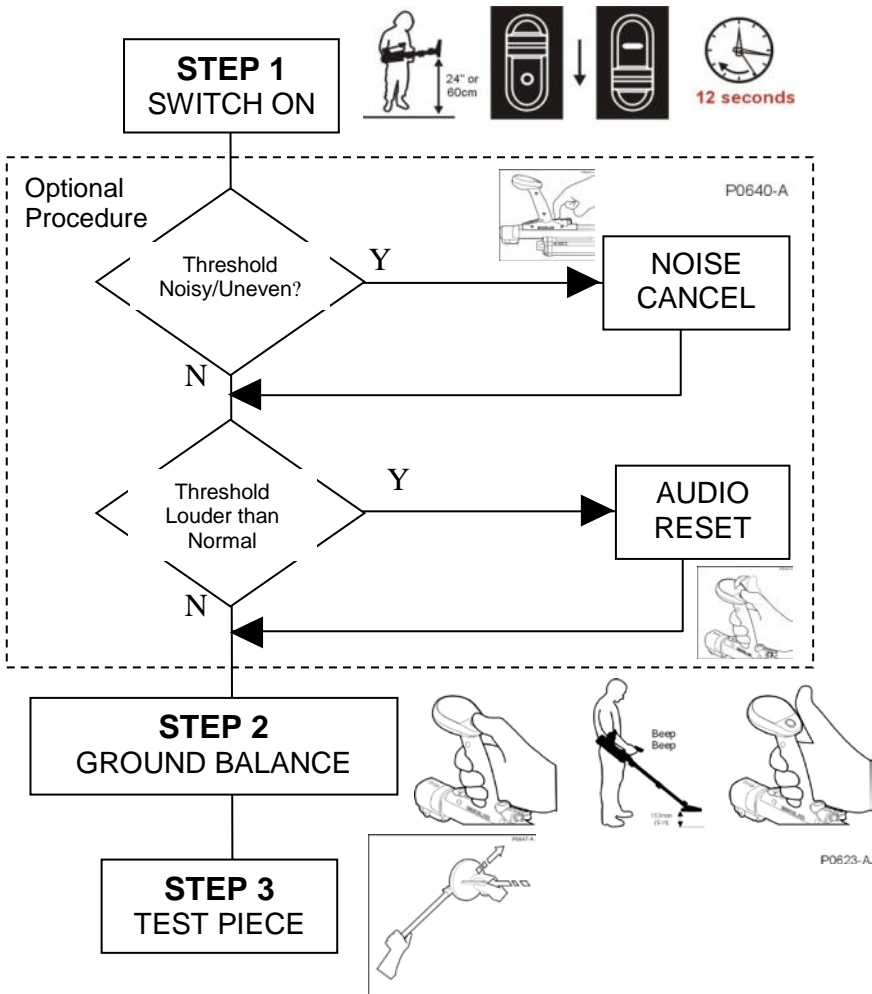 STEP 1
SWITCH ON
24" or
60cm
12 seconds
Optional
Procedure
P0640-A
Threshold
Noisy/Uneven?
Y
NOISE
CANCEL
N
Threshold
Louder than
Normal
Y
AUDIO
RESET
N
STEP 2
GROUND BALANCE
Beep
Beep
P0623-A
STEP 3
TEST PIECE